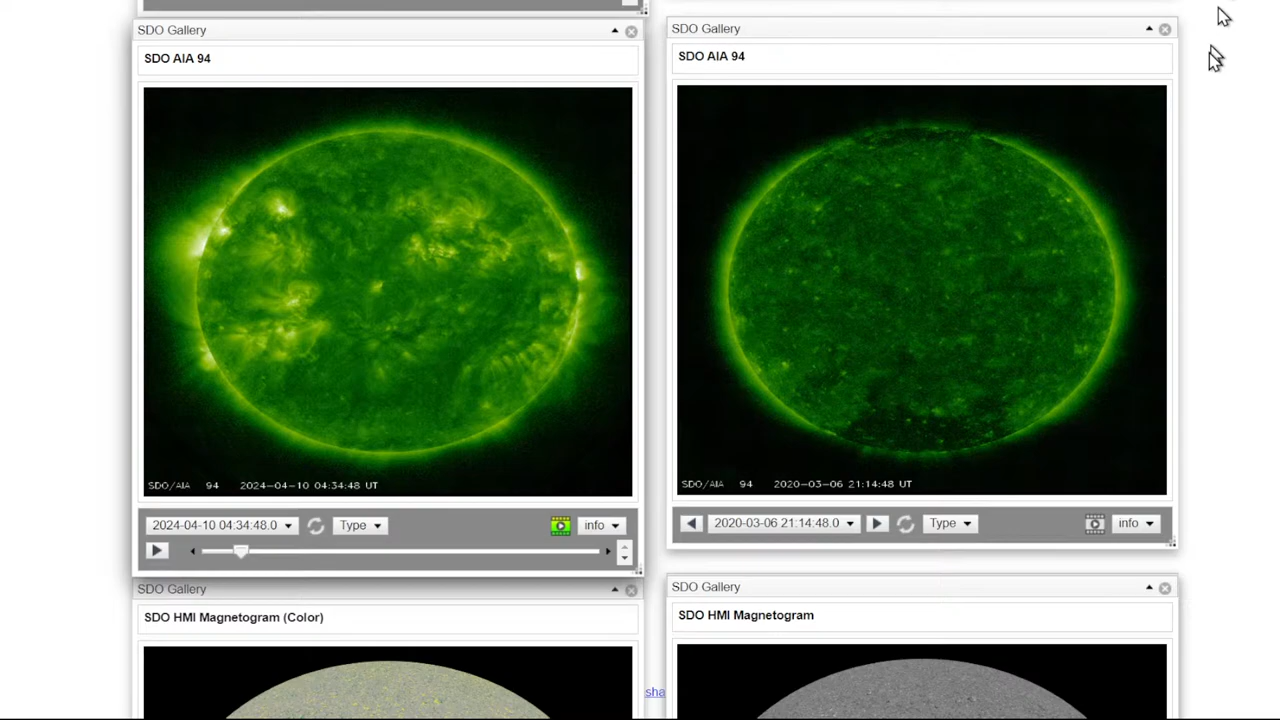 SDO Gallery
SDO AIA 94
SDO/AIA 94 2024-04-10 04:34:48 UT
2024-04-10 04:34:48.0
Type
info
SDO Gallery
SDO AIA 94
SDO/AIA 94 2020-03-06 21:14:48 UT
2020-03-06 21:14:48.0
Type
info
SDO Gallery
SDO HMI Magnetogram (Color)
SDO Gallery
SDO HMI Magnetogram
sha